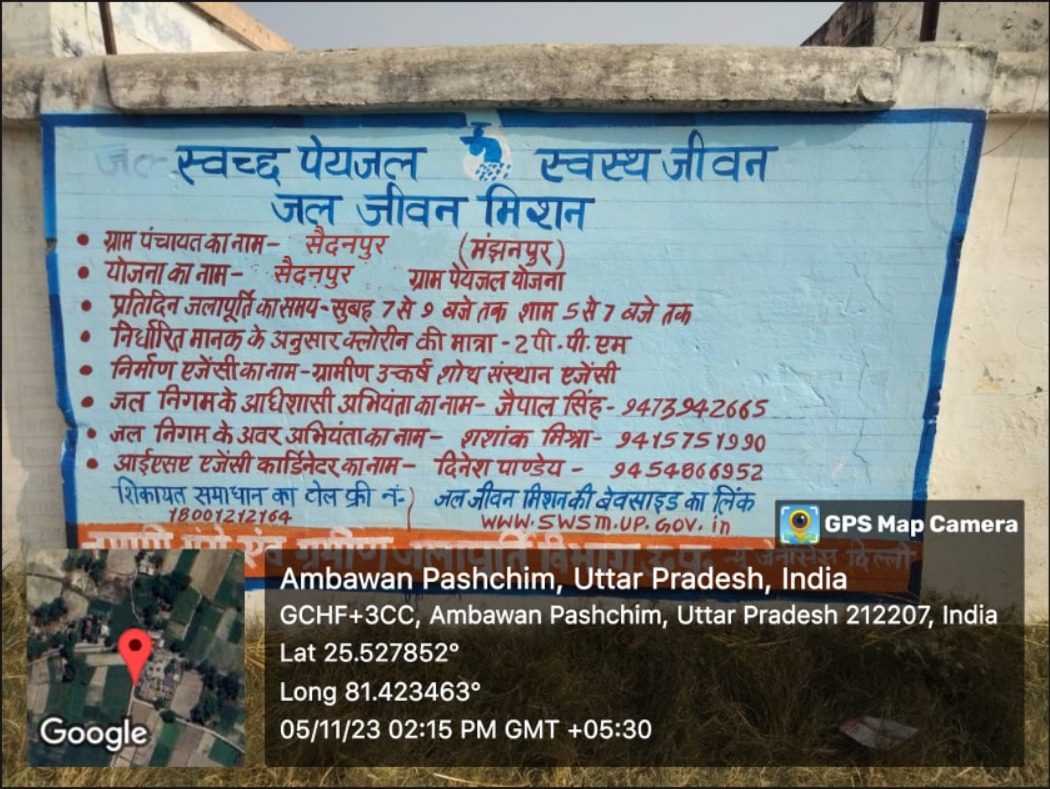 स्वच्छ पेयजल स्वस्थ जीवन
जल जीवन मिशन
• ग्राम पंचायत का नाम- सैदनपुर (मंझनपुर)
• योजना का नाम- सैदनपुर ग्राम पेयजल योजना
• प्रतिदिन जलापूर्ति का समय-सुबह 7 से 9 बजे तक शाम 5 से 7 बजे तक
• निर्धारित मानक के अनुसार क्लोरीन की मात्रा - 2 पी.पी.एम
• निर्माण एजेंसी का नाम-ग्रामीण उत्कर्ष शोध संस्थान एजेंसी
• जल निगम के अधिशासी अभियंता का नाम- जैपाल सिंह- 9473942665
• जल निगम के अवर अभियंता का नाम- शशांक मिश्रा- 9415751990
• आईएसए एजेंसी कार्डिनेटर का नाम- दिनेश पाण्डेय - 9454866952
शिकायत समाधान का टोल फ्री नं-) जल जीवन मिशन की बेवसाइड का लिंक
18001212164 WWW.SWSM.UP.GOV.in
एवं ग्रामीण जलापूर्ति विभाग उ.प्र. दिल्ली
GPS Map Camera
Ambawan Pashchim, Uttar Pradesh, India
GCHF+3CC, Ambawan Pashchim, Uttar Pradesh 212207, India
Lat 25.527852°
Long 81.423463°
05/11/23 02:15 PM GMT +05:30
Google